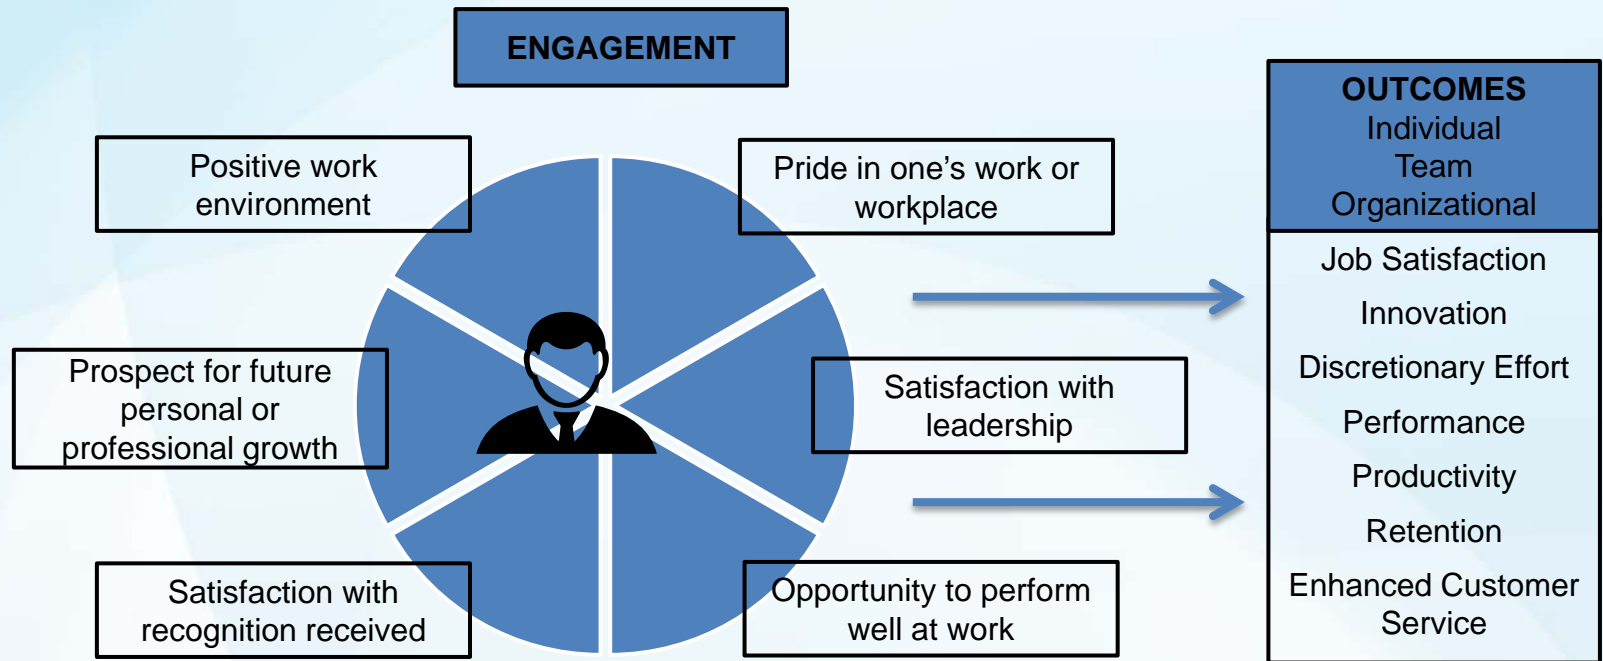 ENGAGEMENT
Positive work
environment
Pride in one's work or
workplace
Prospect for future
personal or
professional growth
Satisfaction with
leadership
Satisfaction with
recognition received
Opportunity to perform
well at work
OUTCOMES
Individual
Team
Organizational
Job Satisfaction
Innovation
Discretionary Effort
Performance
Productivity
Retention
Enhanced Customer
Service